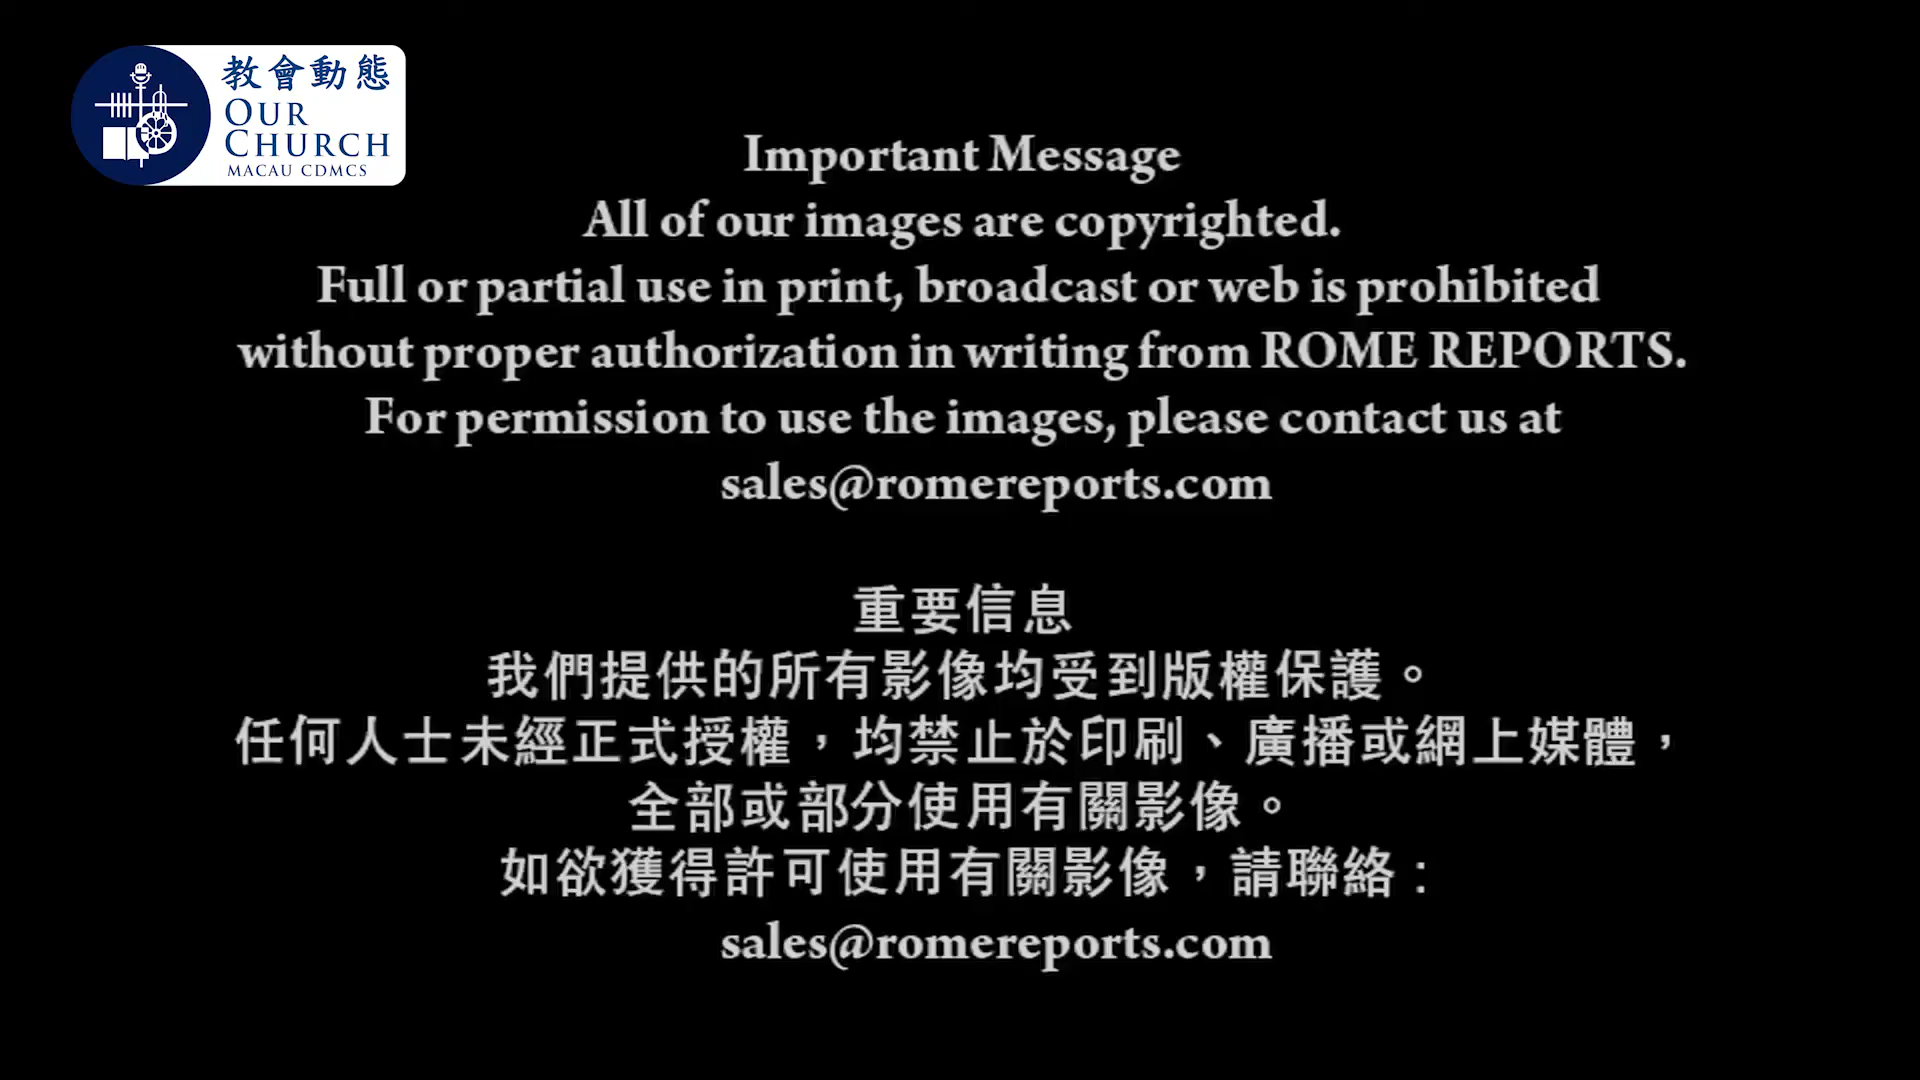 教會動態
OUR
CHURCH
MACAU CDMCS
Important Message
All of our images are copyrighted.
Full or partial use in print, broadcast or web is prohibited
without proper authorization in writing from ROME REPORTS.
For permission to use the images, please contact us at
sales@romereports.com
重要信息
我們提供的所有影像均受到版權保護。
任何人士未經正式授權，均禁止於印刷、廣播或網上媒體，
全部或部分使用有關影像。
如欲獲得許可使用有關影像，請聯絡：
sales@romereports.com